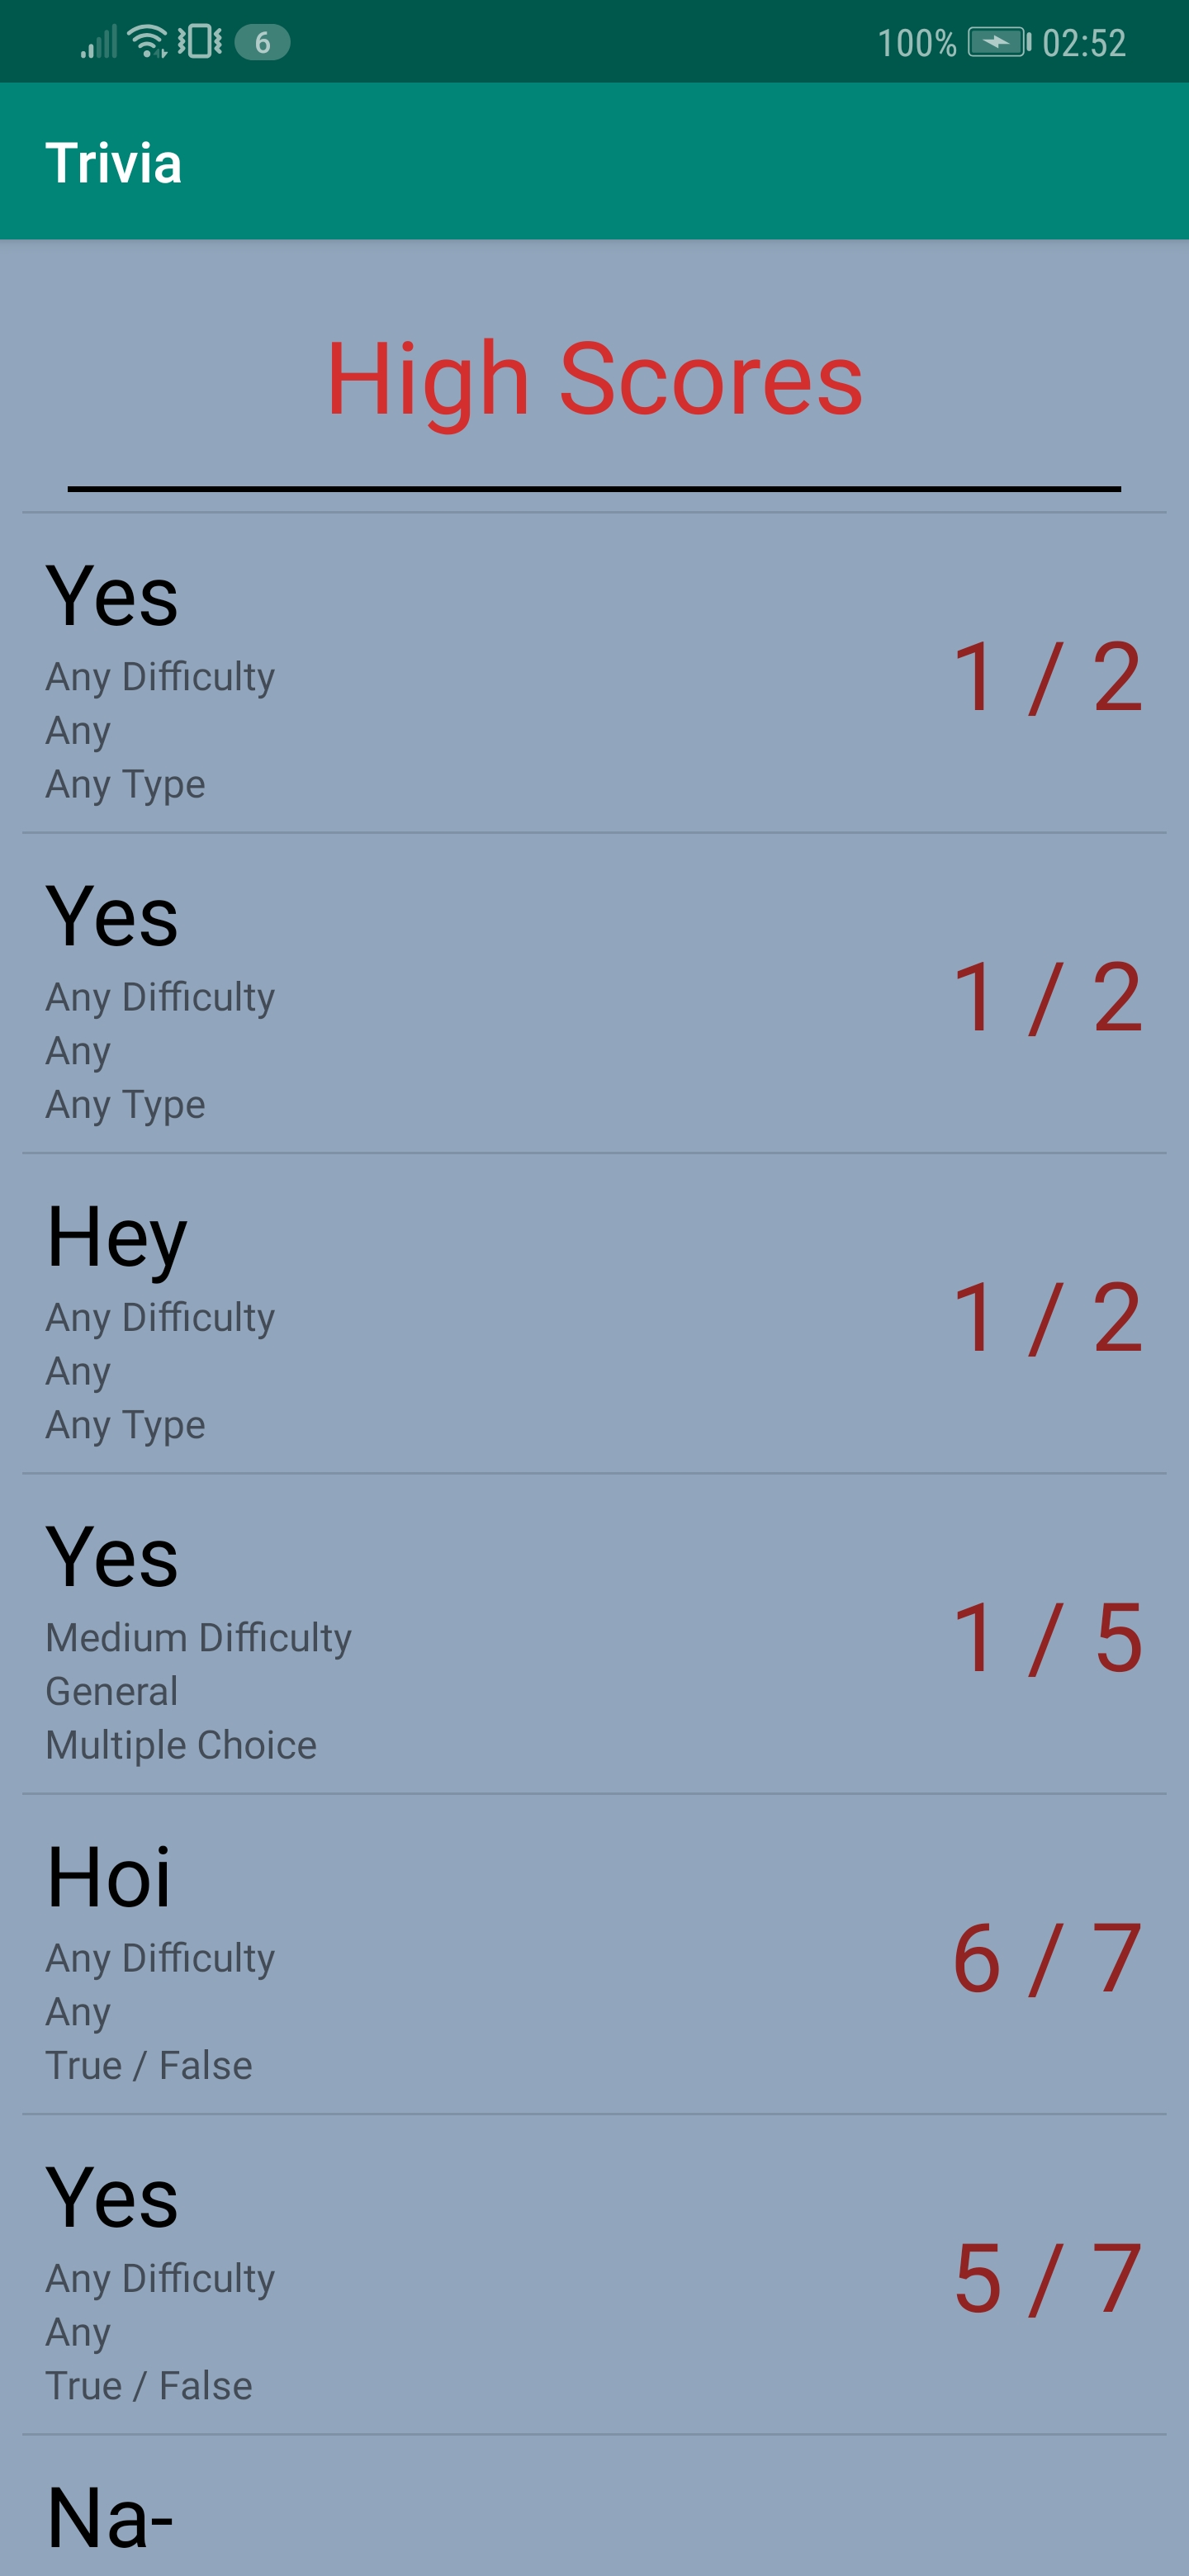 6 100% 02:52
Trivia
High Scores
Yes
Any Difficulty
Any
Any Type
1 / 2
Yes
Any Difficulty
Any
Any Type
1 / 2
Hey
Any Difficulty
Any
Any Type
1 / 2
Yes
Medium Difficulty
General
Multiple Choice
1 / 5
Hoi
Any Difficulty
Any
True / False
6 / 7
Yes
Any Difficulty
Any
True / False
5 / 7
Na-